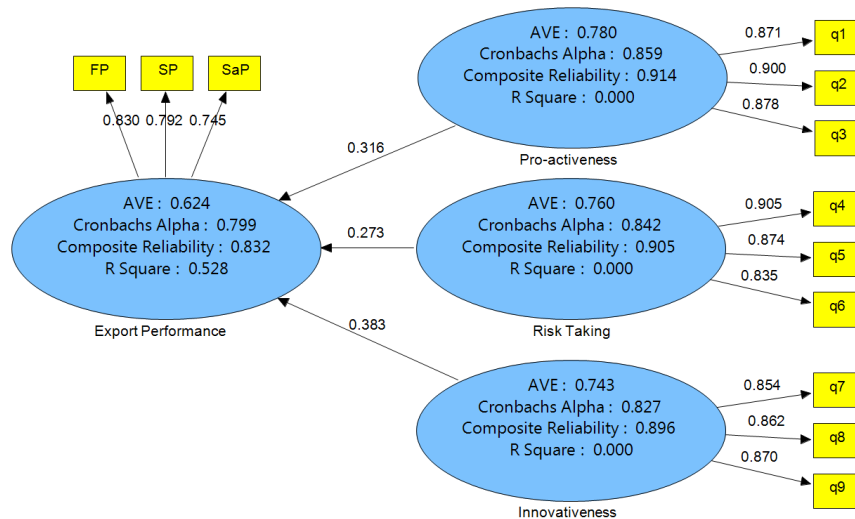 FP
SP
SaP
0.830
0.792
0.745
AVE : 0.624
Cronbachs Alpha : 0.799
Composite Reliability : 0.832
R Square : 0.528
Export Performance
0.316
0.273
0.383
AVE : 0.780
Cronbachs Alpha : 0.859
Composite Reliability : 0.914
R Square : 0.000
Pro-activeness
0.871
0.900
0.878
q1
q2
q3
AVE : 0.760
Cronbachs Alpha : 0.842
Composite Reliability : 0.905
R Square : 0.000
Risk Taking
0.905
0.874
0.835
q4
q5
q6
AVE : 0.743
Cronbachs Alpha : 0.827
Composite Reliability : 0.896
R Square : 0.000
Innovativeness
0.854
0.862
0.870
q7
q8
q9